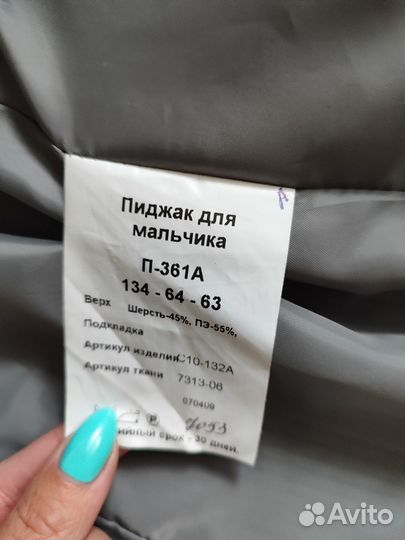 Пиджак для
мальчика
П-361А
134 - 64 - 63
Верх Шерсть-45%, ПЭ-55%,
Подкладка
Артикул изделия С10-132А
Артикул ткани 7313-06
070409
7053
срок - 30 дней.
Avito